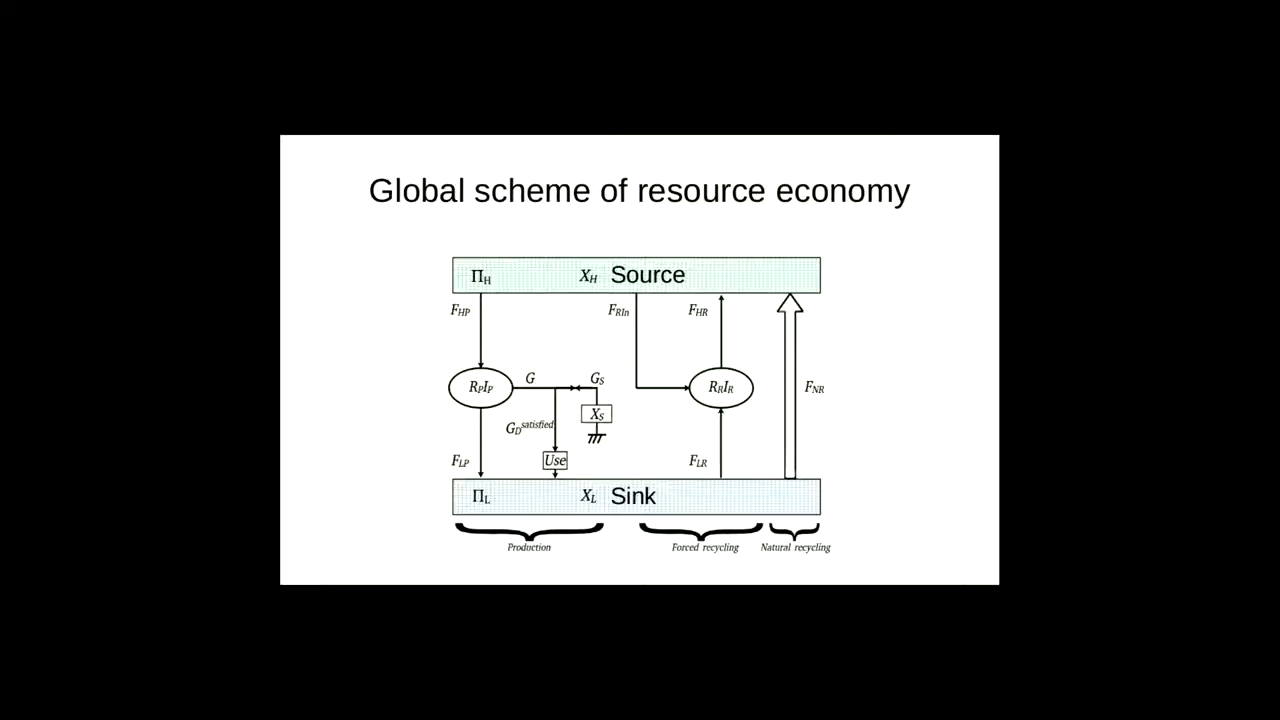 Global scheme of resource economy
Π_H X_H Source
F_HP F_RIn F_HR
R_P I_P G G_S R_R I_R F_NR
X_S
G_D^satisfied
F_LP Use F_LR
Π_L X_L Sink
Production Forced recycling Natural recycling